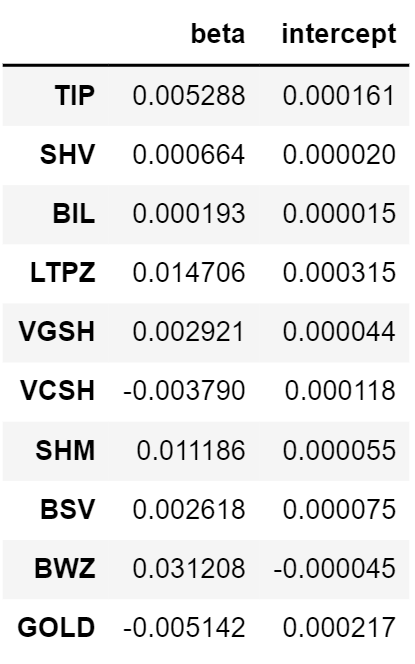 beta intercept
TIP 0.005288 0.000161
SHV 0.000664 0.000020
BIL 0.000193 0.000015
LTPZ 0.014706 0.000315
VGSH 0.002921 0.000044
VCSH -0.003790 0.000118
SHM 0.011186 0.000055
BSV 0.002618 0.000075
BWZ 0.031208 -0.000045
GOLD -0.005142 0.000217